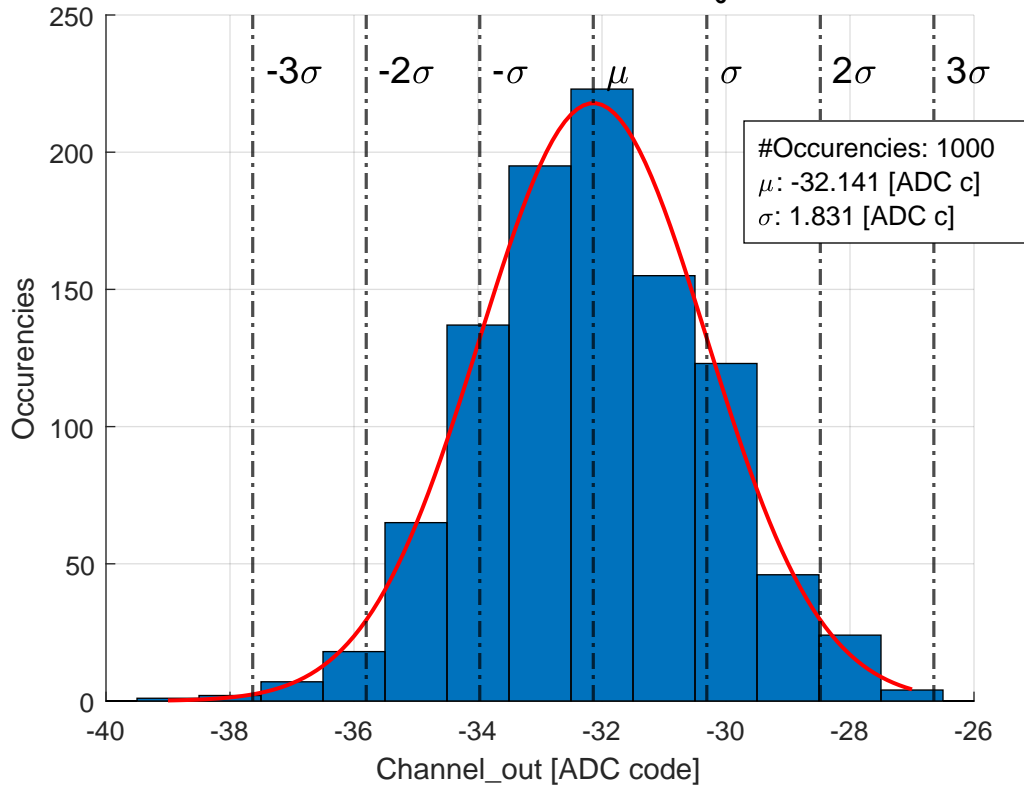 250
200
150
100
50
0
-3σ
-2σ
-σ
μ
σ
2σ
3σ
#Occurencies: 1000
μ: -32.141 [ADC c]
σ: 1.831 [ADC c]
Occurencies
-40
-38
-36
-34
-32
-30
-28
-26
Channel_out [ADC code]